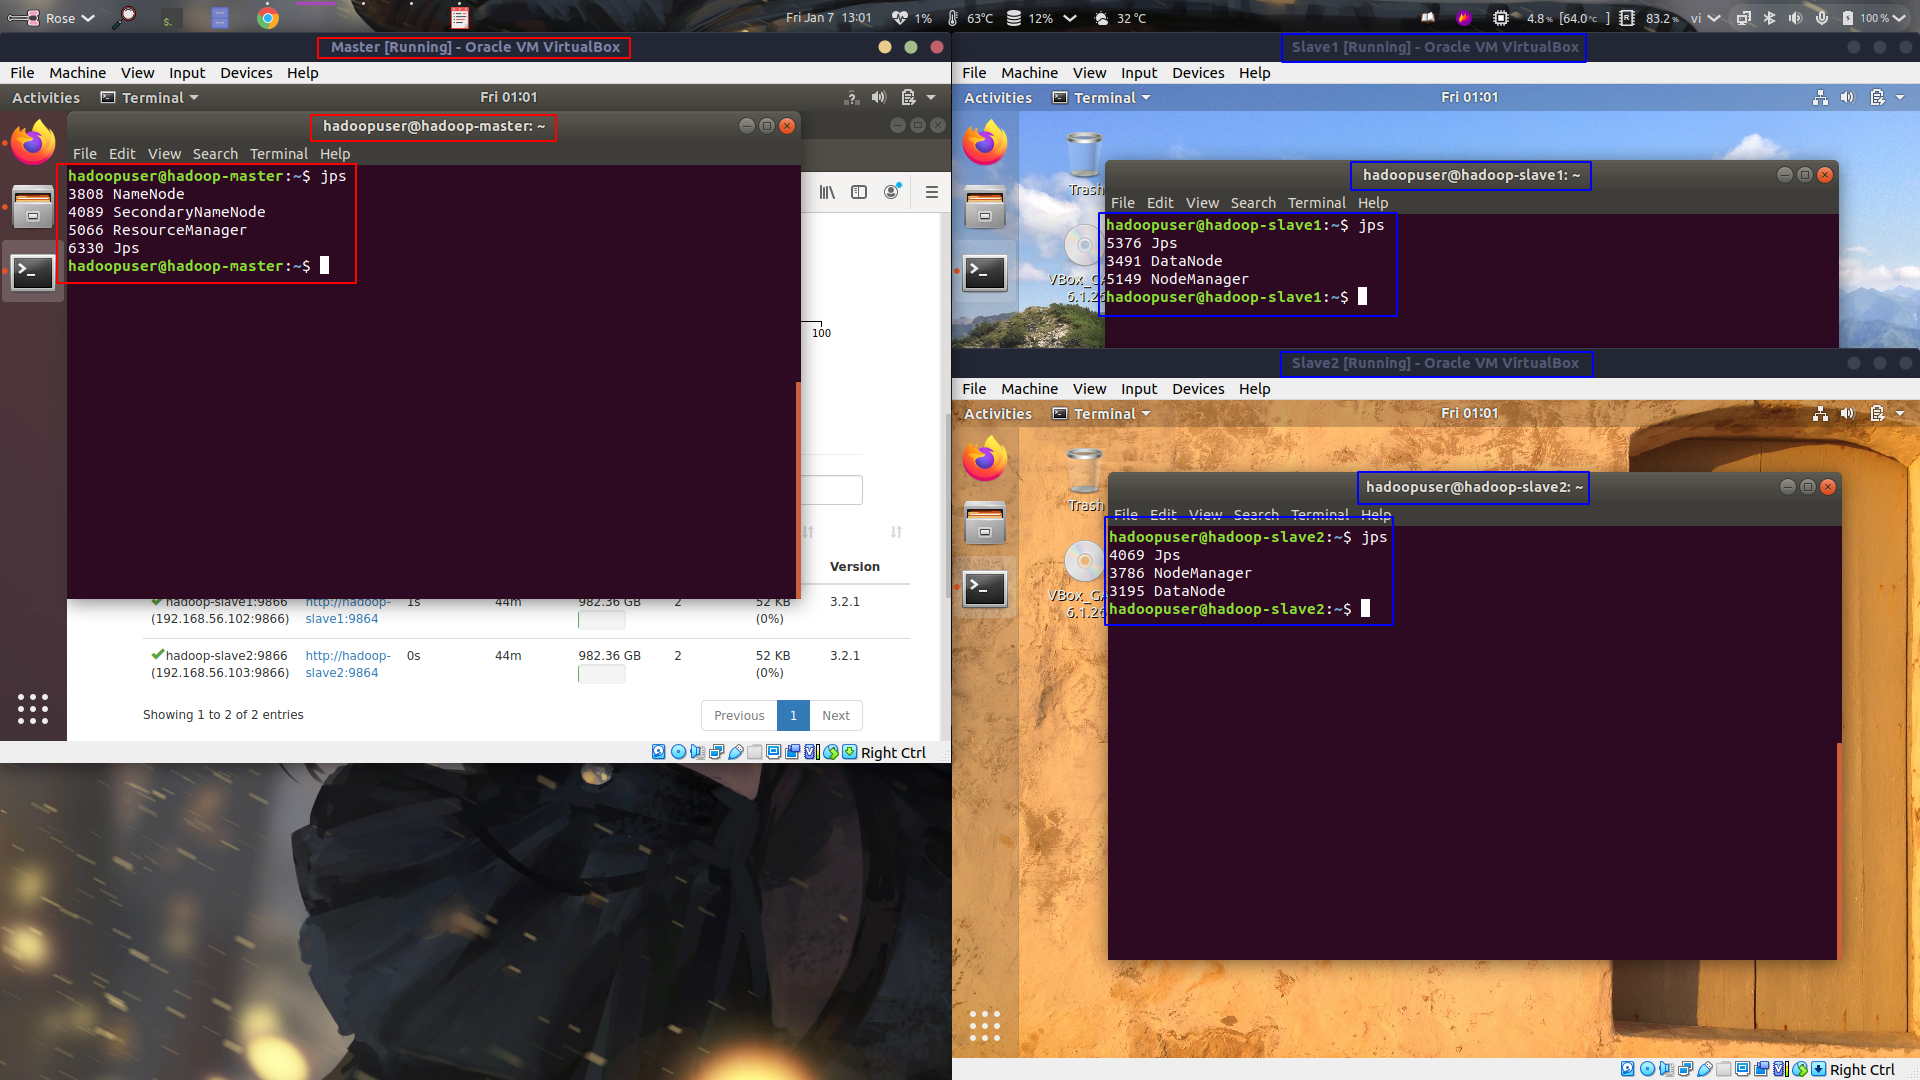 Rose
Fri Jan 7 13:01
1%
63°C
12%
32 °C
4.8% [64.0°C ]
83.2%
vi
100 %
Master [Running] - Oracle VM VirtualBox
File Machine View Input Devices Help
Activities Terminal Fri 01:01
hadoopuser@hadoop-master: ~
File Edit View Search Terminal Help
hadoopuser@hadoop-master:~$ jps
3808 NameNode
4089 SecondaryNameNode
5066 ResourceManager
6330 Jps
hadoopuser@hadoop-master:~$
100
Version
hadoop-slave1:9866 http://hadoop- 1s 44m 982.36 GB 2 52 KB 3.2.1
(192.168.56.102:9866) slave1:9864 (0%)
hadoop-slave2:9866 http://hadoop- 0s 44m 982.36 GB 2 52 KB 3.2.1
(192.168.56.103:9866) slave2:9864 (0%)
Showing 1 to 2 of 2 entries
Previous 1 Next
Right Ctrl
Slave1 [Running] - Oracle VM VirtualBox
File Machine View Input Devices Help
Activities Terminal Fri 01:01
Trash
VBox_GA
6.1.26
hadoopuser@hadoop-slave1: ~
File Edit View Search Terminal Help
hadoopuser@hadoop-slave1:~$ jps
5376 Jps
3491 DataNode
5149 NodeManager
hadoopuser@hadoop-slave1:~$
Slave2 [Running] - Oracle VM VirtualBox
File Machine View Input Devices Help
Activities Terminal Fri 01:01
Trash
VBox_GA
6.1.26
hadoopuser@hadoop-slave2: ~
File Edit View Search Terminal Help
hadoopuser@hadoop-slave2:~$ jps
4069 Jps
3786 NodeManager
3195 DataNode
hadoopuser@hadoop-slave2:~$
Right Ctrl